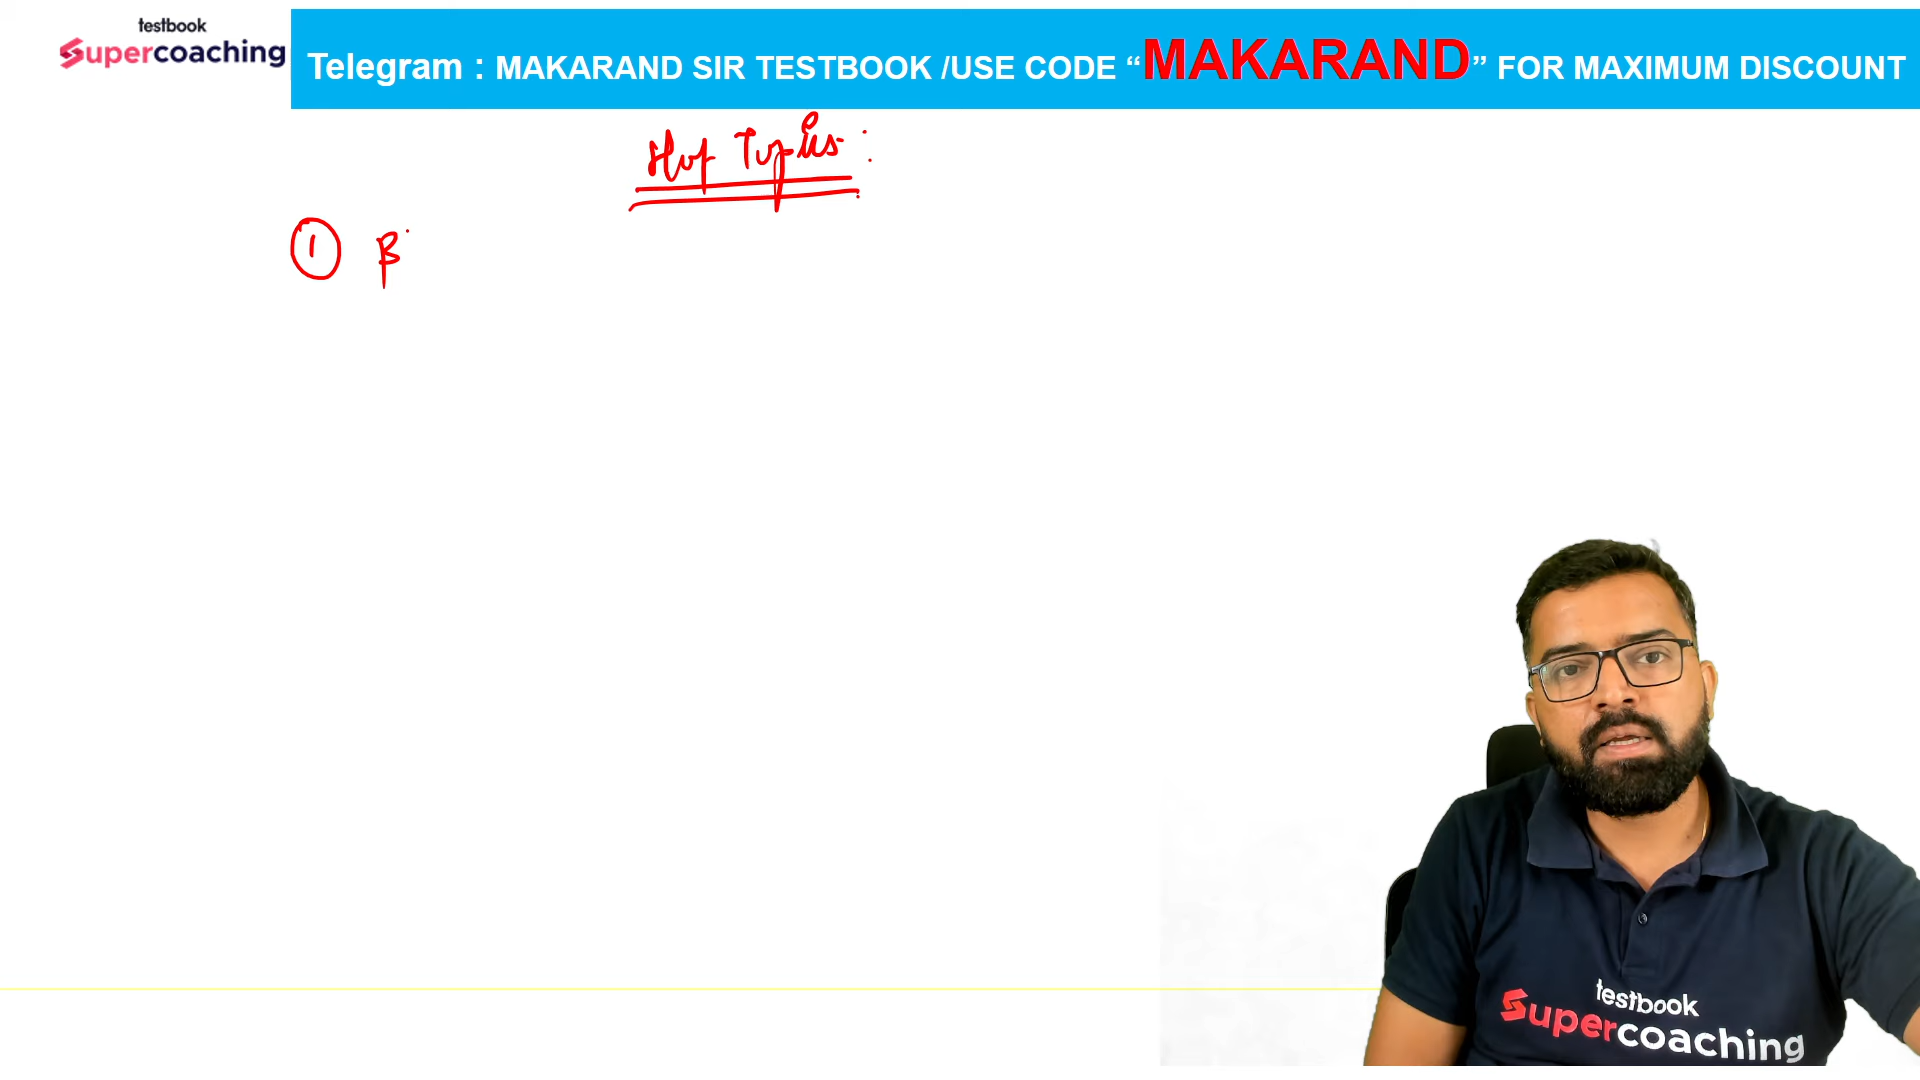 testbook
Supercoaching
Telegram : MAKARAND SIR TESTBOOK /USE CODE “MAKARAND” FOR MAXIMUM DISCOUNT
Hot Topics :
① B
testbook
Supercoaching